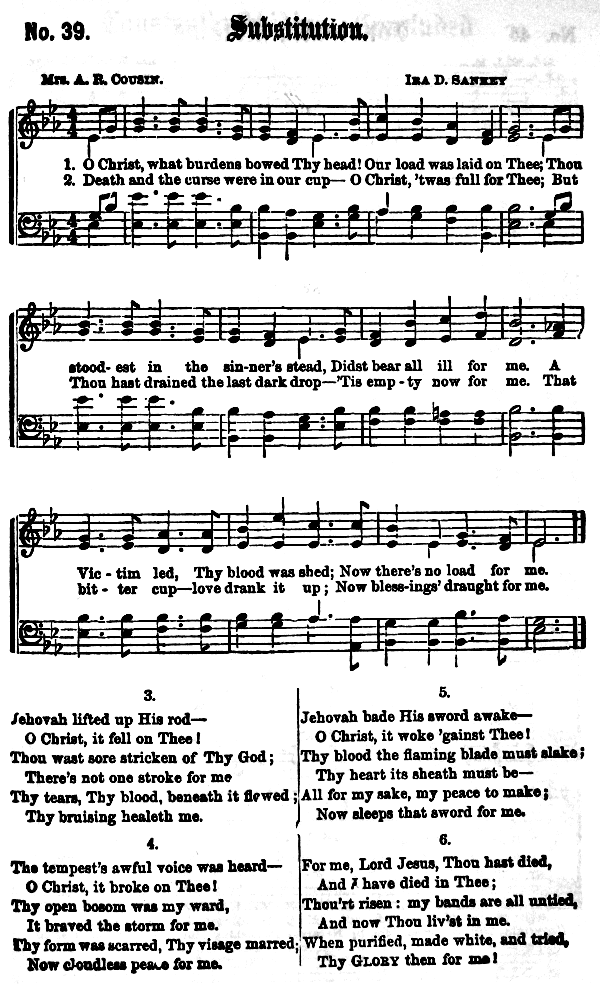 No. 39.
Substitution.
Mrs. A. R. Cousin.
Ira D. Sankey
1. O Christ, what burdens bowed Thy head! Our load was laid on Thee; Thou
2. Death and the curse were in our cup— O Christ, 'twas full for Thee; But
stood-est in the sin-ner's stead, Didst bear all ill for me. A
Thou hast drained the last dark drop—'Tis emp-ty now for me. That
Vic-tim led, Thy blood was shed; Now there's no load for me.
bit-ter cup—love drank it up; Now bless-ings' draught for me.
3.
Jehovah lifted up His rod—
O Christ, it fell on Thee!
Thou wast sore stricken of Thy God;
There's not one stroke for me
Thy tears, Thy blood, beneath it flowed;
Thy bruising healeth me.
4.
The tempest's awful voice was heard—
O Christ, it broke on Thee!
Thy open bosom was my ward,
It braved the storm for me.
Thy form was scarred, Thy visage marred;
Now cloudless peace for me.
5.
Jehovah bade His sword awake—
O Christ, it woke 'gainst Thee!
Thy blood the flaming blade must slake;
Thy heart its sheath must be—
All for my sake, my peace to make;
Now sleeps that sword for me.
6.
For me, Lord Jesus, Thou hast died,
And I have died in Thee;
Thou'rt risen: my bands are all untied,
And now Thou liv'st in me.
When purified, made white, and tried,
Thy GLORY then for me!